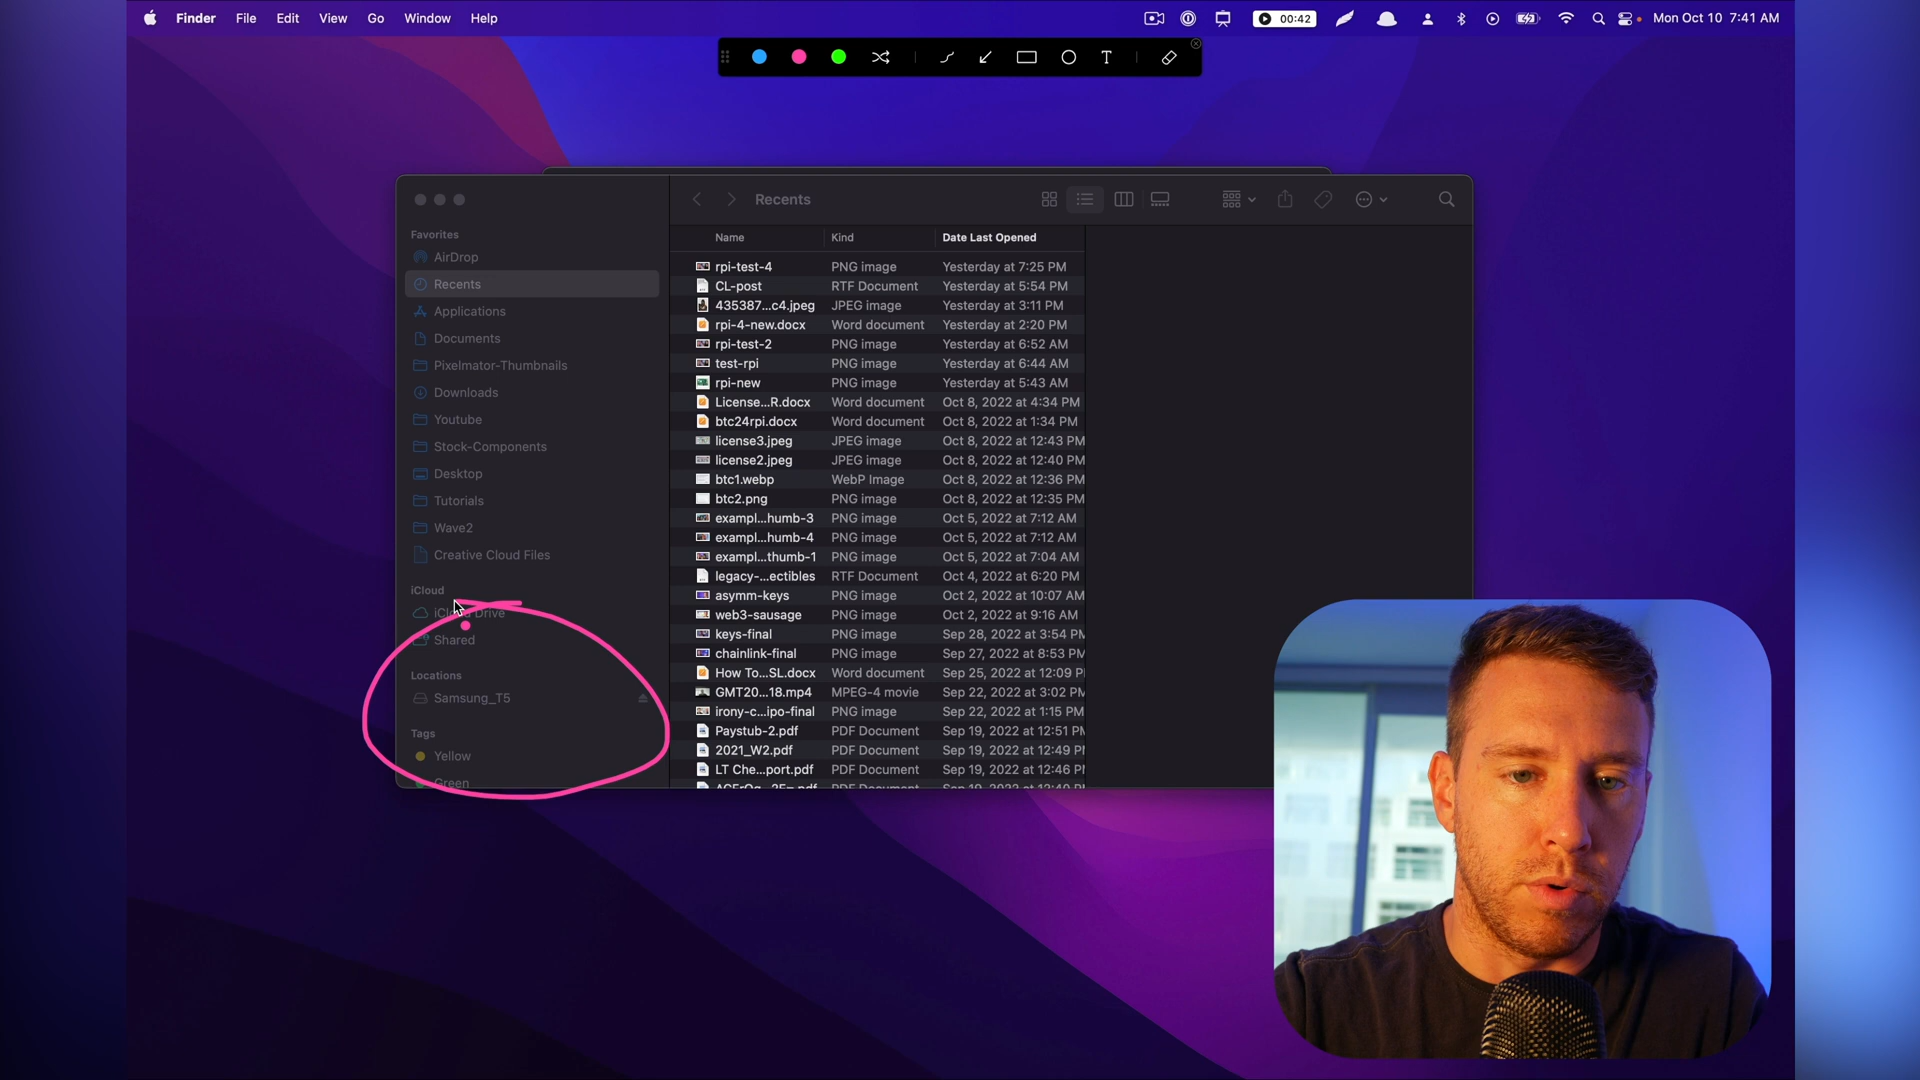 Finder File Edit View Go Window Help 00:42 Mon Oct 10 7:41 AM
T
Recents
Favorites
AirDrop
Recents
Applications
Documents
Pixelmator-Thumbnails
Downloads
Youtube
Stock-Components
Desktop
Tutorials
Wave2
Creative Cloud Files
iCloud
iCloud Drive
Shared
Locations
Samsung_T5
Tags
Yellow
Green
Name Kind Date Last Opened
rpi-test-4 PNG image Yesterday at 7:25 PM
CL-post RTF Document Yesterday at 5:54 PM
435387...c4.jpeg JPEG image Yesterday at 3:11 PM
rpi-4-new.docx Word document Yesterday at 2:20 PM
rpi-test-2 PNG image Yesterday at 6:52 AM
test-rpi PNG image Yesterday at 6:44 AM
rpi-new PNG image Yesterday at 5:43 AM
License...R.docx Word document Oct 8, 2022 at 4:34 PM
btc24rpi.docx Word document Oct 8, 2022 at 1:34 PM
license3.jpeg JPEG image Oct 8, 2022 at 12:43 PM
license2.jpeg JPEG image Oct 8, 2022 at 12:40 PM
btc1.webp WebP Image Oct 8, 2022 at 12:36 PM
btc2.png PNG image Oct 8, 2022 at 12:35 PM
exampl...humb-3 PNG image Oct 5, 2022 at 7:12 AM
exampl...humb-4 PNG image Oct 5, 2022 at 7:12 AM
exampl...thumb-1 PNG image Oct 5, 2022 at 7:04 AM
legacy-...ectibles RTF Document Oct 4, 2022 at 6:20 PM
asymm-keys PNG image Oct 2, 2022 at 10:07 AM
web3-sausage PNG image Oct 2, 2022 at 9:16 AM
keys-final PNG image Sep 28, 2022 at 3:54 PM
chainlink-final PNG image Sep 27, 2022 at 8:53 PM
How To...SL.docx Word document Sep 25, 2022 at 12:09 P
GMT20...18.mp4 MPEG-4 movie Sep 22, 2022 at 3:02 PM
irony-c...ipo-final PNG image Sep 22, 2022 at 1:15 PM
Paystub-2.pdf PDF Document Sep 19, 2022 at 12:51 P
2021_W2.pdf PDF Document Sep 19, 2022 at 12:49 P
LT Che...port.pdf PDF Document Sep 19, 2022 at 12:46 P